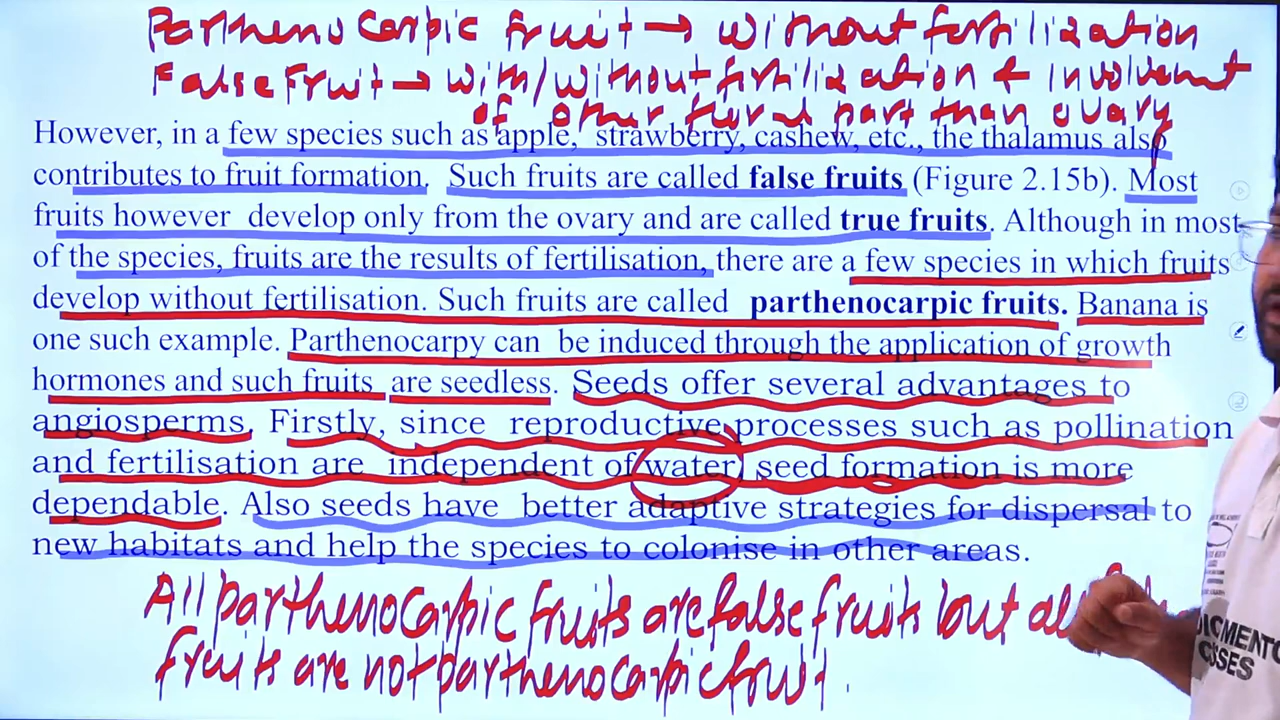 Parthenocarpic fruit → without fertilization
False Fruit → with/without fertilization + Involvent
of other floral part than ovary
However, in a few species such as apple, strawberry, cashew, etc., the thalamus also
contributes to fruit formation. Such fruits are called false fruits (Figure 2.15b). Most
fruits however develop only from the ovary and are called true fruits. Although in most
of the species, fruits are the results of fertilisation, there are a few species in which fruits
develop without fertilisation. Such fruits are called parthenocarpic fruits. Banana is
one such example. Parthenocarpy can be induced through the application of growth
hormones and such fruits are seedless. Seeds offer several advantages to
angiosperms. Firstly, since reproductive processes such as pollination
and fertilisation are independent of water, seed formation is more
dependable. Also seeds have better adaptive strategies for dispersal to
new habitats and help the species to colonise in other areas.
All parthenocarpic fruits are false fruits but
fruits are not parthenocarpic fruit.